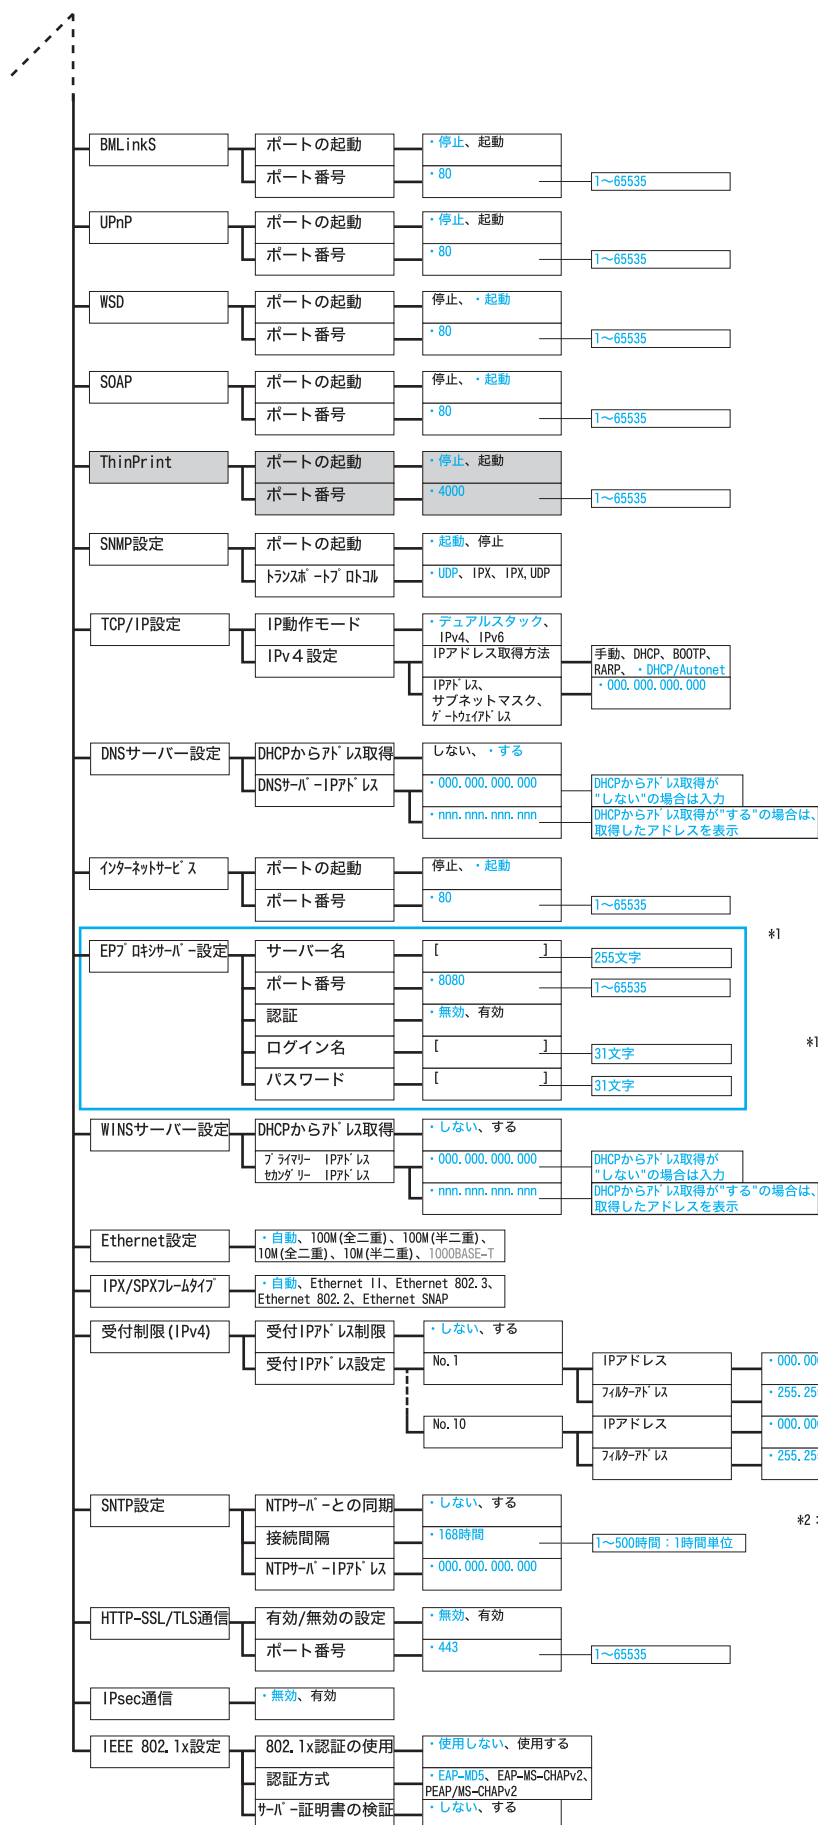 BMLinkS
ポートの起動
・停止、起動
ポート番号
・80
1〜65535
UPnP
ポートの起動
・停止、起動
ポート番号
・80
1〜65535
WSD
ポートの起動
停止、・起動
ポート番号
・80
1〜65535
SOAP
ポートの起動
停止、・起動
ポート番号
・80
1〜65535
ThinPrint
ポートの起動
・停止、起動
ポート番号
・4000
1〜65535
SNMP設定
ポートの起動
・起動、停止
トランスポートプロトコル
・UDP、IPX、IPX,UDP
TCP/IP設定
IP動作モード
・デュアルスタック、
IPv4、IPv6
IPv４設定
IPアドレス取得方法
手動、DHCP、BOOTP、
RARP、・DHCP/Autonet
IPアドレス、
サブネットマスク、
ゲートウェイアドレス
・000.000.000.000
DNSサーバー設定
DHCPからアドレス取得
しない、・する
DNSサーバーIPアドレス
・000.000.000.000
DHCPからアドレス取得が
"しない"の場合は入力
・nnn.nnn.nnn.nnn
DHCPからアドレス取得が"する"の場合は、
取得したアドレスを表示
インターネットサービス
ポートの起動
停止、・起動
ポート番号
・80
1〜65535
*1
EPプロキシサーバー設定
サーバー名
[ ]
255文字
ポート番号
・8080
1〜65535
認証
・無効、有効
*1
ログイン名
[ ]
31文字
パスワード
[ ]
31文字
WINSサーバー設定
DHCPからアドレス取得
・しない、する
プライマリー IPアドレス
セカンダリー IPアドレス
・000.000.000.000
DHCPからアドレス取得が
"しない"の場合は入力
・nnn.nnn.nnn.nnn
DHCPからアドレス取得が"する"の場合は、
取得したアドレスを表示
Ethernet設定
・自動、100M(全二重)、100M(半二重)、
10M(全二重)、10M(半二重)、1000BASE-T
IPX/SPXフレームタイプ
・自動、Ethernet II、Ethernet 802.3、
Ethernet 802.2、Ethernet SNAP
受付制限(IPv4)
受付IPアドレス制限
・しない、する
受付IPアドレス設定
No.1
IPアドレス
・000.00
フィルターアドレス
・255.25
No.10
IPアドレス
・000.00
フィルターアドレス
・255.25
SNTP設定
NTPサーバーとの同期
・しない、する
*2：
接続間隔
・168時間
1〜500時間：1時間単位
NTPサーバーIPアドレス
・000.000.000.000
HTTP-SSL/TLS通信
有効/無効の設定
・無効、有効
ポート番号
・443
1〜65535
IPsec通信
・無効、有効
IEEE 802.1x設定
802.1x認証の使用
・使用しない、使用する
認証方式
・EAP-MD5、EAP-MS-CHAPv2、
PEAP/MS-CHAPv2
サーバー証明書の検証
・しない、する